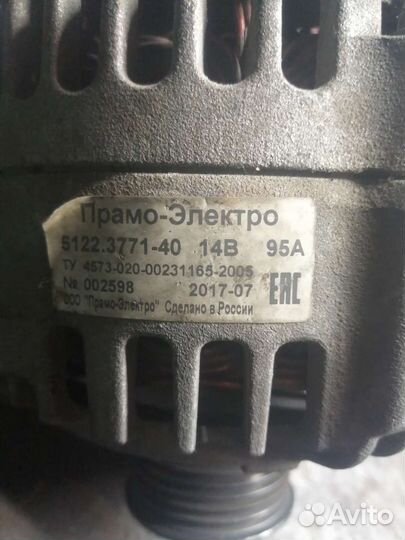 Прамо-Электро
5122.3771-40 14В 95А
ТУ 4573-020-00231165-2005
№ 002598 2017-07
ООО "Прамо-Электро" Сделано в России
EAC
Avito